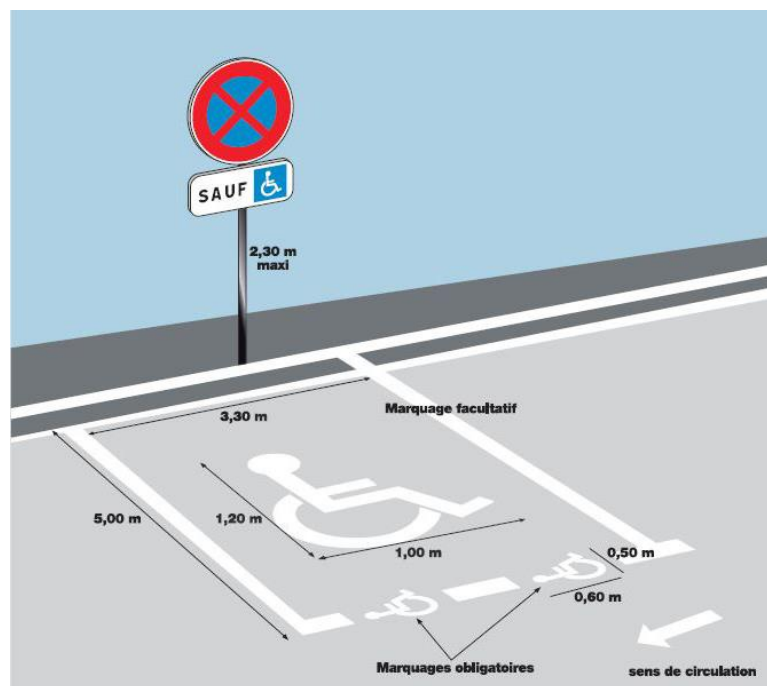 SAUF
2,30 m
maxi
3,30 m
Marquage facultatif
5,00 m
1,20 m
1,00 m
0,50 m
0,60 m
Marquages obligatoires
sens de circulation